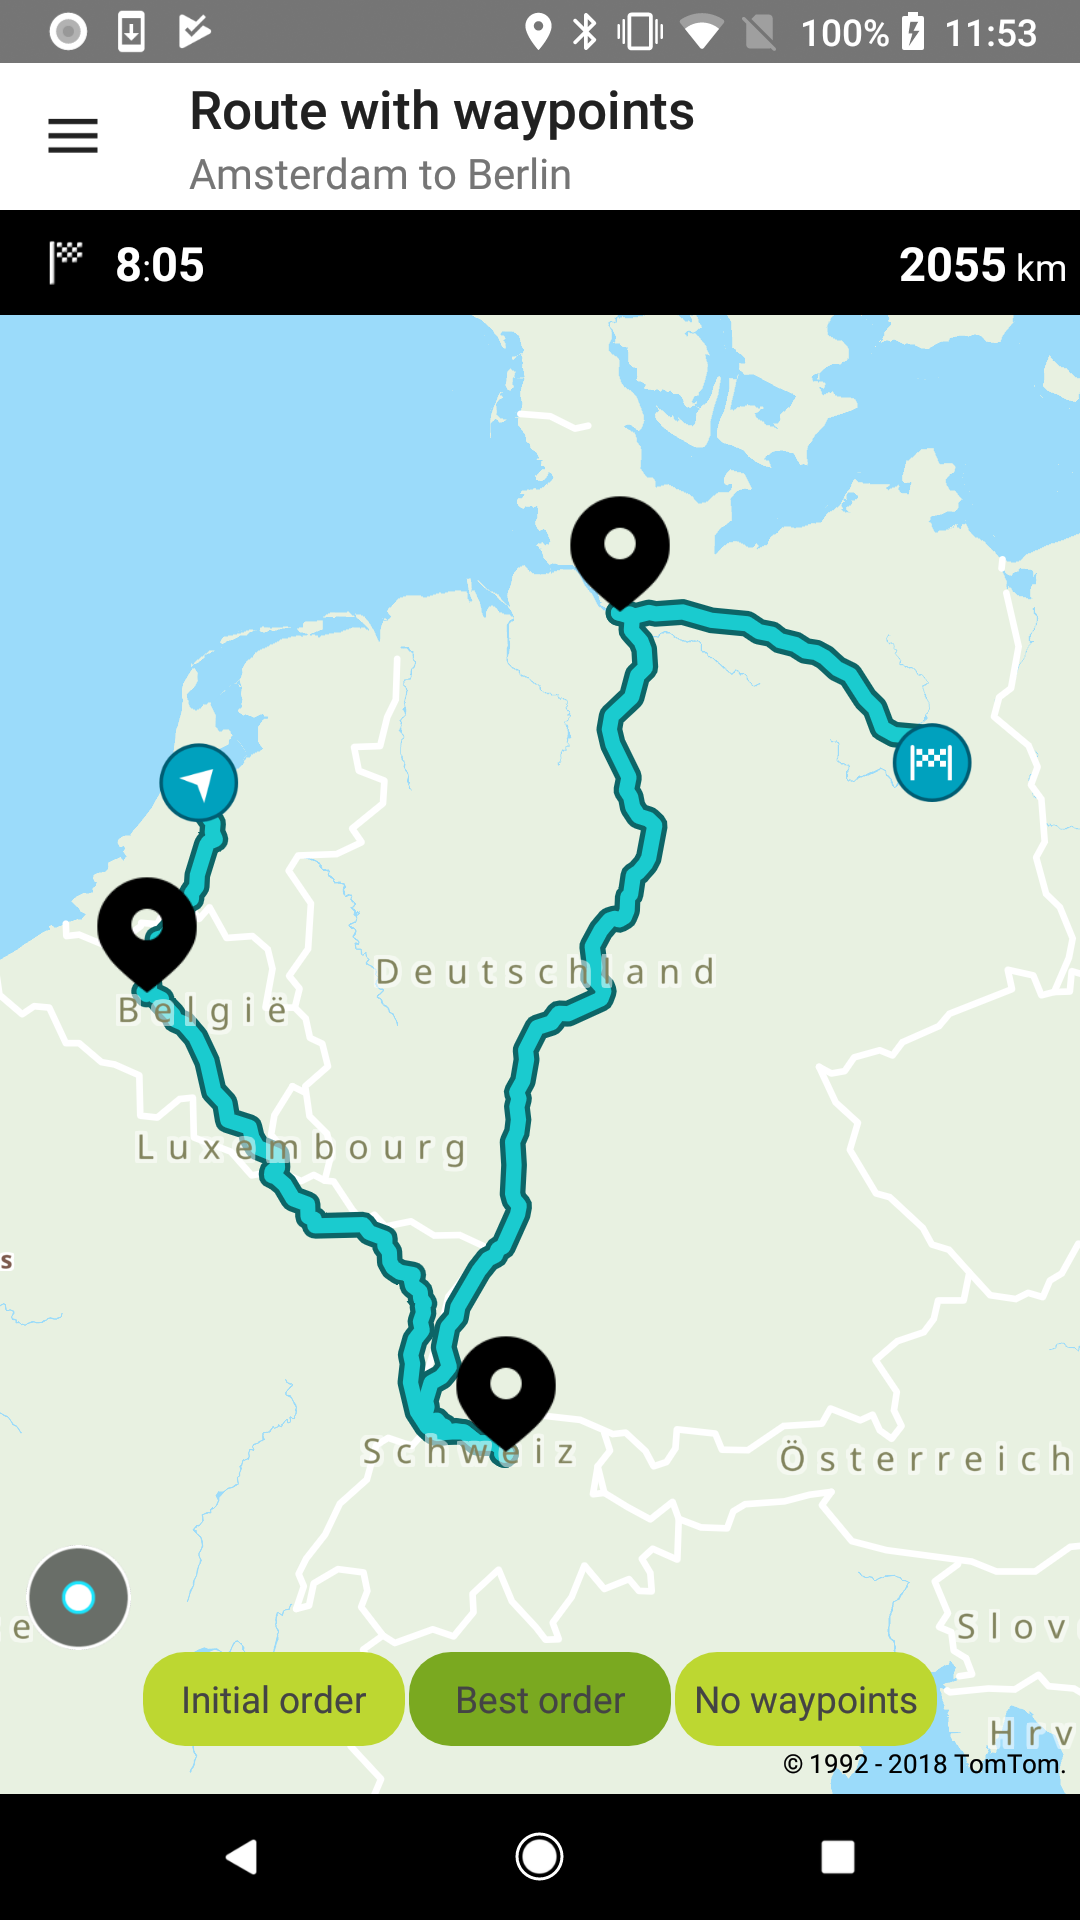 100% 11:53
Route with waypoints
Amsterdam to Berlin
8:05 2055 km
Deutschland
België
Luxembourg
s
Schweiz
Österreich
e
Slov
Initial order Best order No waypoints
Hrv
© 1992 - 2018 TomTom.